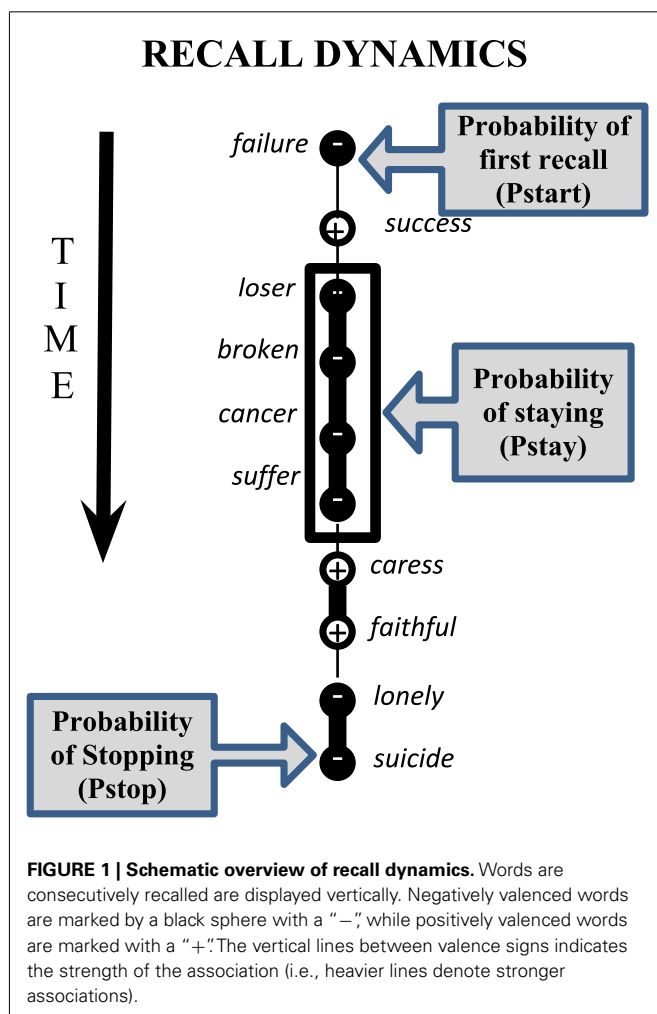 RECALL DYNAMICS
failure
-
Probability of
first recall
(Pstart)
+
success
T
I
M
E
loser
--
broken
-
cancer
-
suffer
-
Probability
of staying
(Pstay)
+
caress
+
faithful
-
lonely
-
suicide
Probability
of Stopping
(Pstop)
FIGURE 1 | Schematic overview of recall dynamics. Words are
consecutively recalled are displayed vertically. Negatively valenced words
are marked by a black sphere with a “−”, while positively valenced words
are marked with a “+”. The vertical lines between valence signs indicates
the strength of the association (i.e., heavier lines denote stronger
associations).